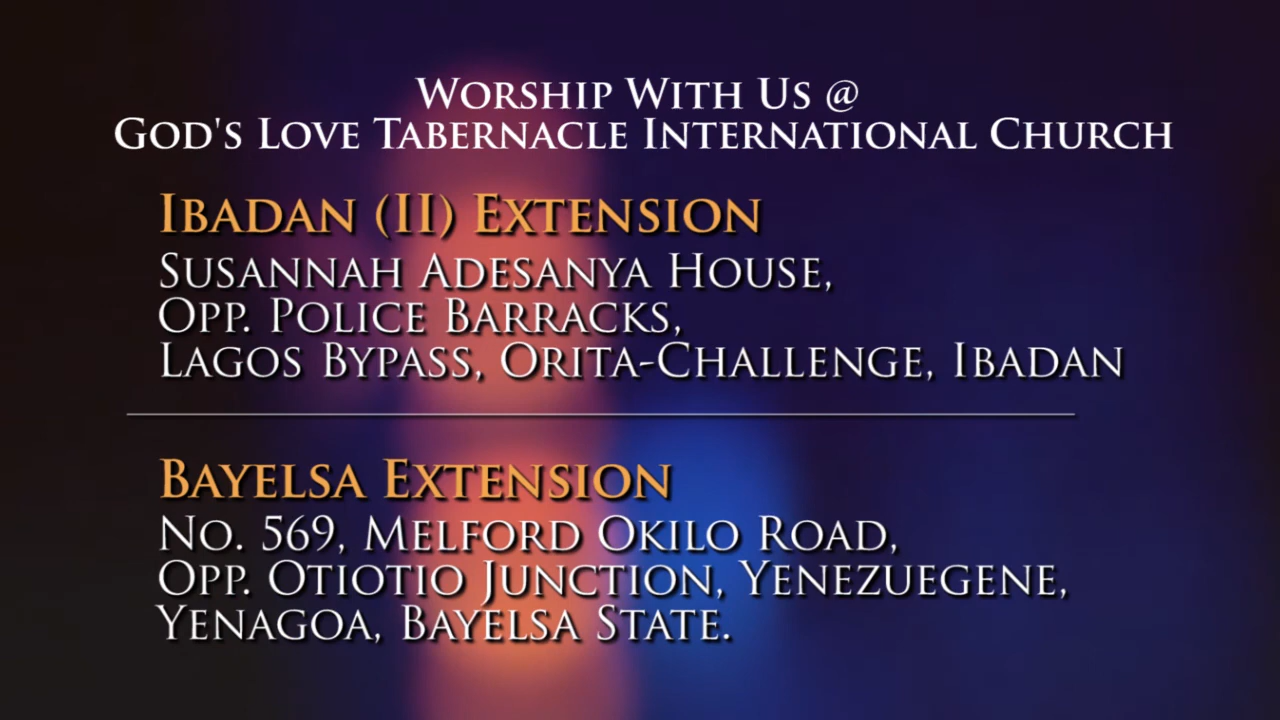 Worship With Us @
God's Love Tabernacle International Church
Ibadan (II) Extension
Susannah Adesanya House,
Opp. Police Barracks,
Lagos Bypass, Orita-Challenge, Ibadan
Bayelsa Extension
No. 569, Melford Okilo Road,
Opp. Otiotio Junction, Yenezuegene,
Yenagoa, Bayelsa State.